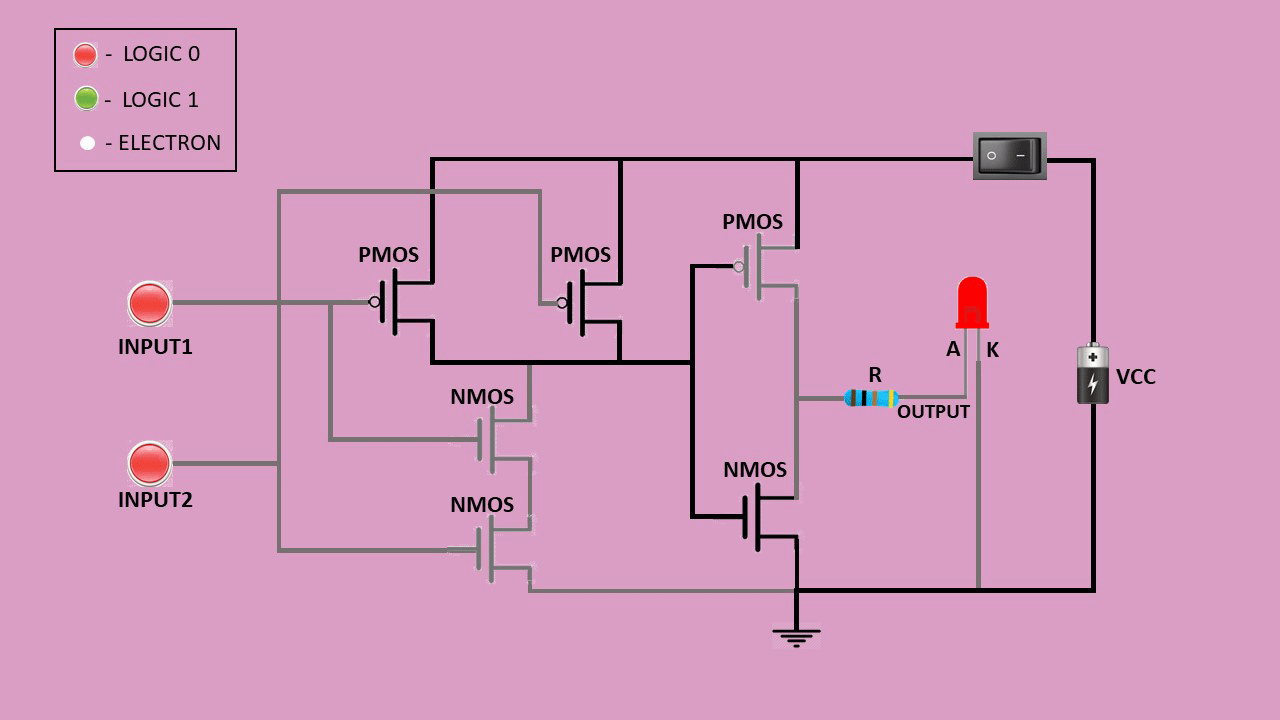 - LOGIC 0
- LOGIC 1
- ELECTRON
PMOS
PMOS
PMOS
INPUT1
A
K
R
VCC
OUTPUT
NMOS
NMOS
INPUT2
NMOS